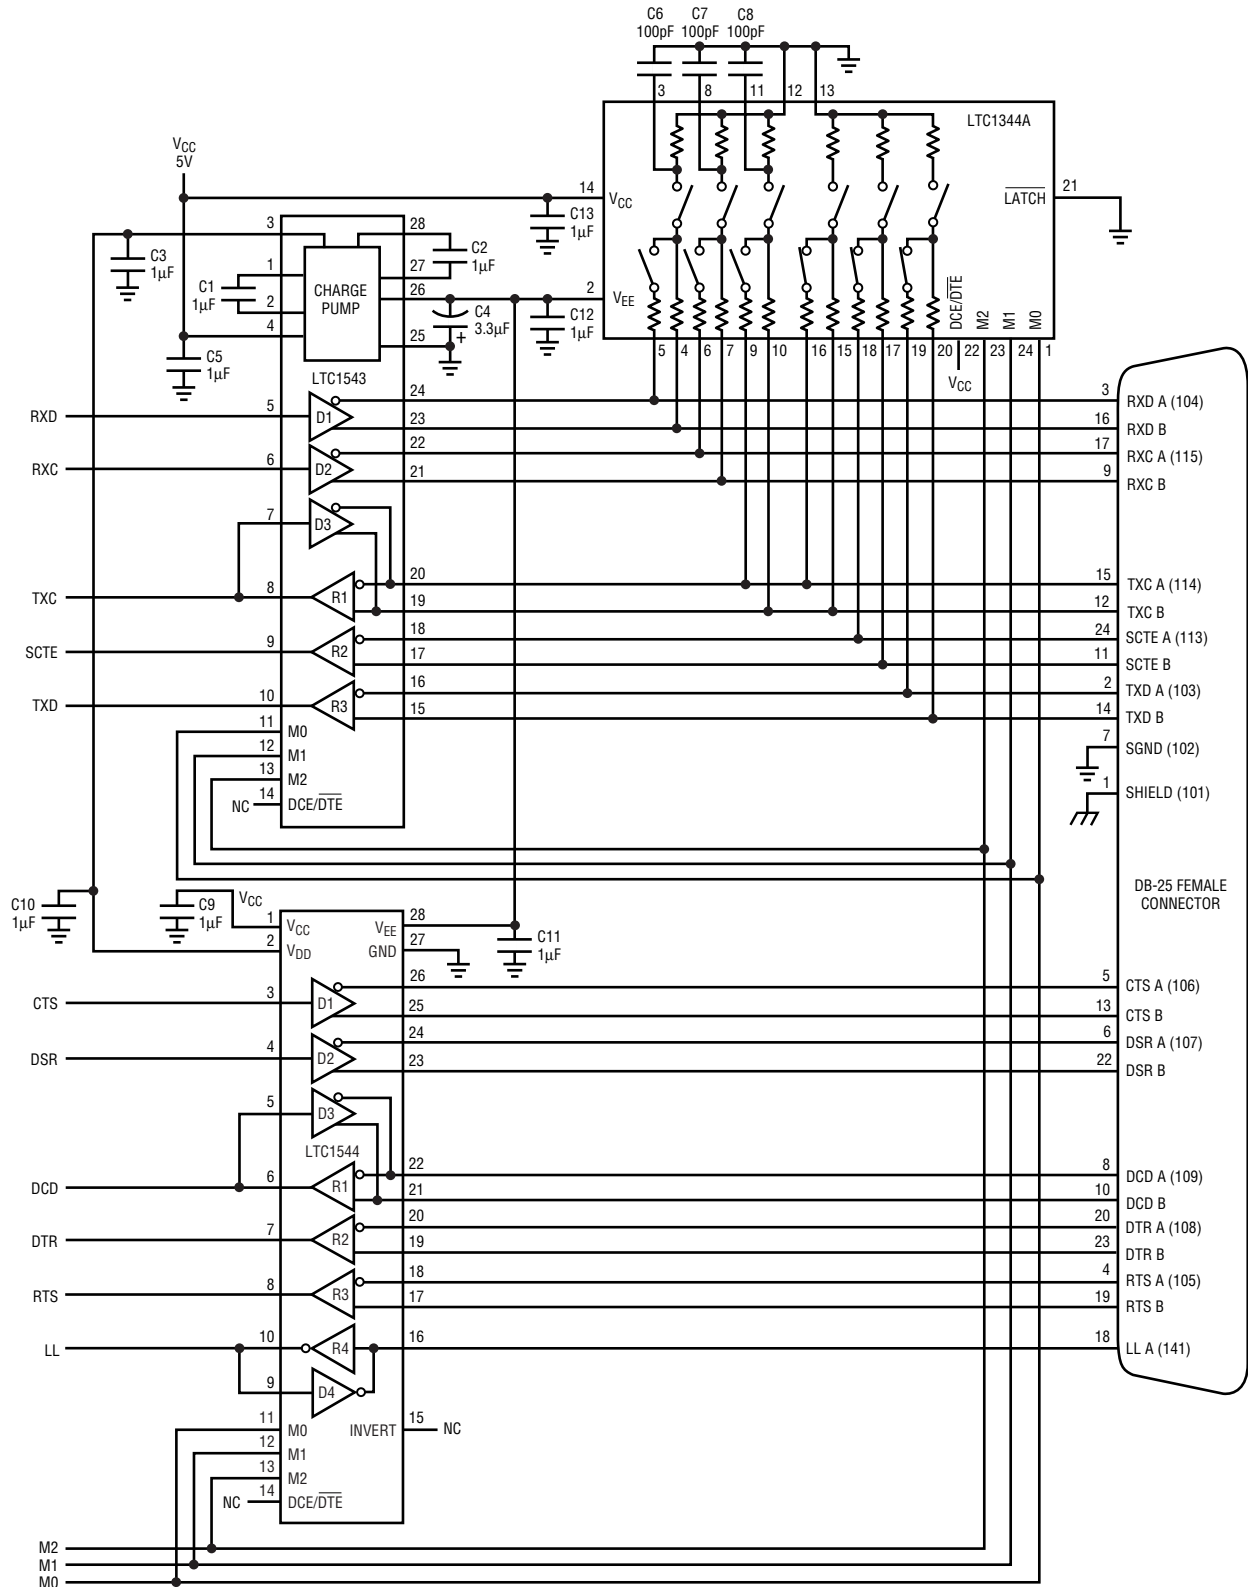 C6 C7 C8
100pF 100pF 100pF
3 8 11 12 13
LTC1344A
VCC
5V
14 VCC
C13
1µF
LATCH 21
3
28
C3
1µF
C2
1µF
1
27
C1
1µF
CHARGE
PUMP
2
26
2 VEE
C4
3.3µF
+
C12
1µF
4
25
C5
1µF
DCE/DTE M2 M1 M0
5 4 6 7 9 10 16 15 18 17 19 20 22 23 24 1
VCC
LTC1543
RXD 5 D1 24 3 RXD A (104)
23 16 RXD B
RXC 6 D2 22 17 RXC A (115)
21 9 RXC B
7 D3
TXC 8 R1 20 15 TXC A (114)
19 12 TXC B
SCTE 9 R2 18 24 SCTE A (113)
17 11 SCTE B
TXD 10 R3 16 2 TXD A (103)
15 14 TXD B
11 M0
12 M1
13 M2
NC 14 DCE/DTE
7 SGND (102)
1 SHIELD (101)
DB-25 FEMALE
CONNECTOR
C10
1µF
C9
1µF
VCC
1 VCC
2 VDD
VEE 28
GND 27
C11
1µF
CTS 3 D1 26 5 CTS A (106)
25 13 CTS B
DSR 4 D2 24 6 DSR A (107)
23 22 DSR B
5 D3
LTC1544
DCD 6 R1 22 8 DCD A (109)
21 10 DCD B
DTR 7 R2 20 20 DTR A (108)
19 23 DTR B
RTS 8 R3 18 4 RTS A (105)
17 19 RTS B
LL 10 R4 16 18 LL A (141)
9 D4
11 M0
INVERT 15 NC
12 M1
13 M2
NC 14 DCE/DTE
M2
M1
M0